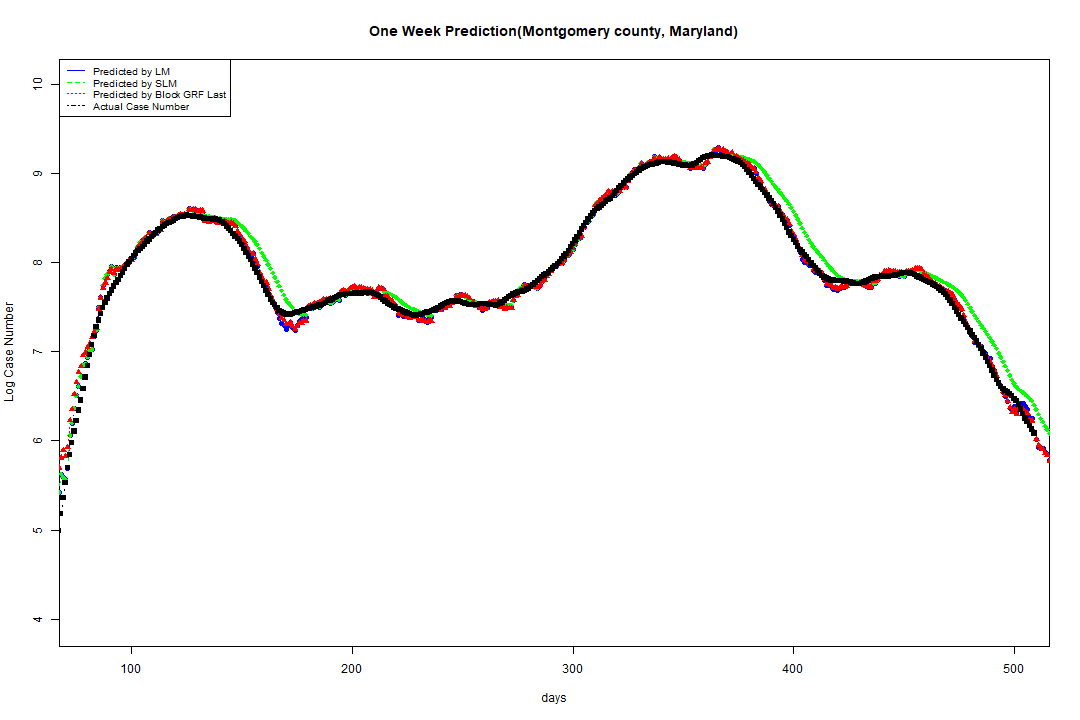 One Week Prediction(Montgomery county, Maryland)
Predicted by LM
Predicted by SLM
Predicted by Block GRF Last
Actual Case Number
10
9
8
7
6
5
4
Log Case Number
100 200 300 400 500
days